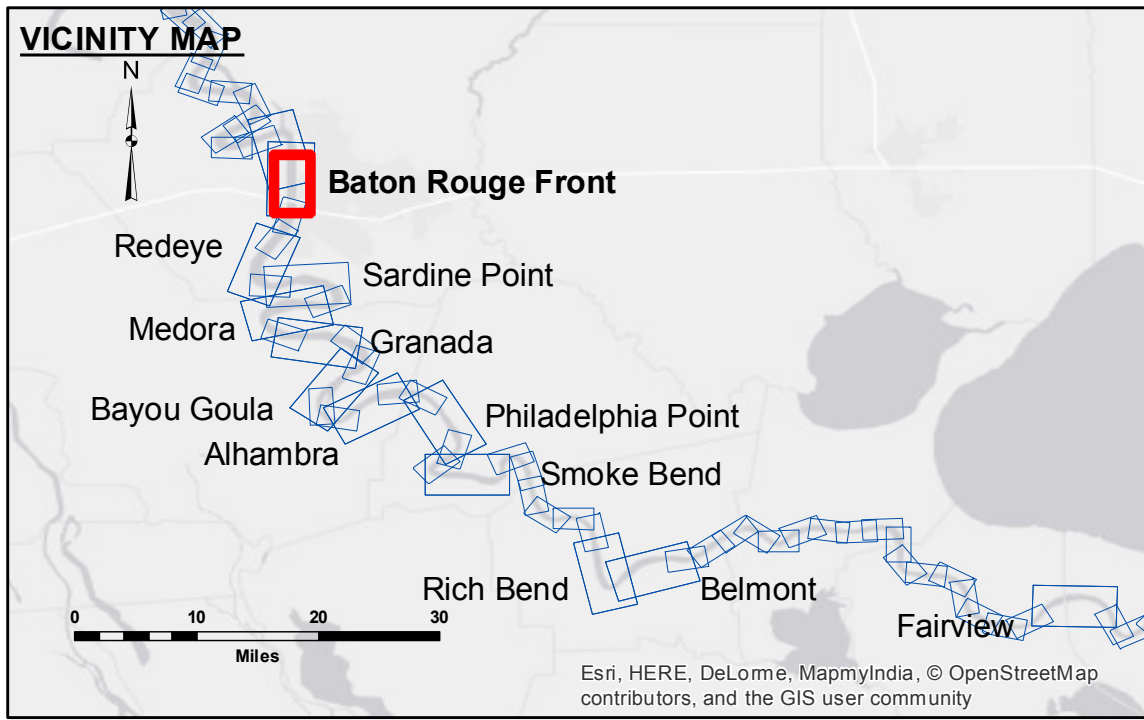 VICINITY MAP
N
Baton Rouge Front
Redeye
Sardine Point
Medora
Granada
Bayou Goula
Philadelphia Point
Alhambra
Smoke Bend
Rich Bend
Belmont
Fairview
0 10 20 30
Miles
Esri, HERE, DeLorme, MapmyIndia, © OpenStreetMap
contributors, and the GIS user community